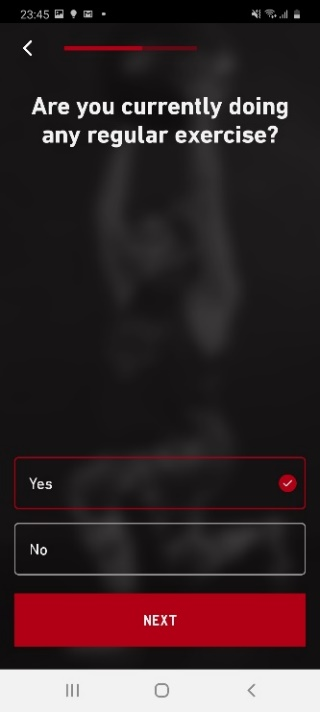 23:45
Are you currently doing
any regular exercise?
Yes
No
NEXT